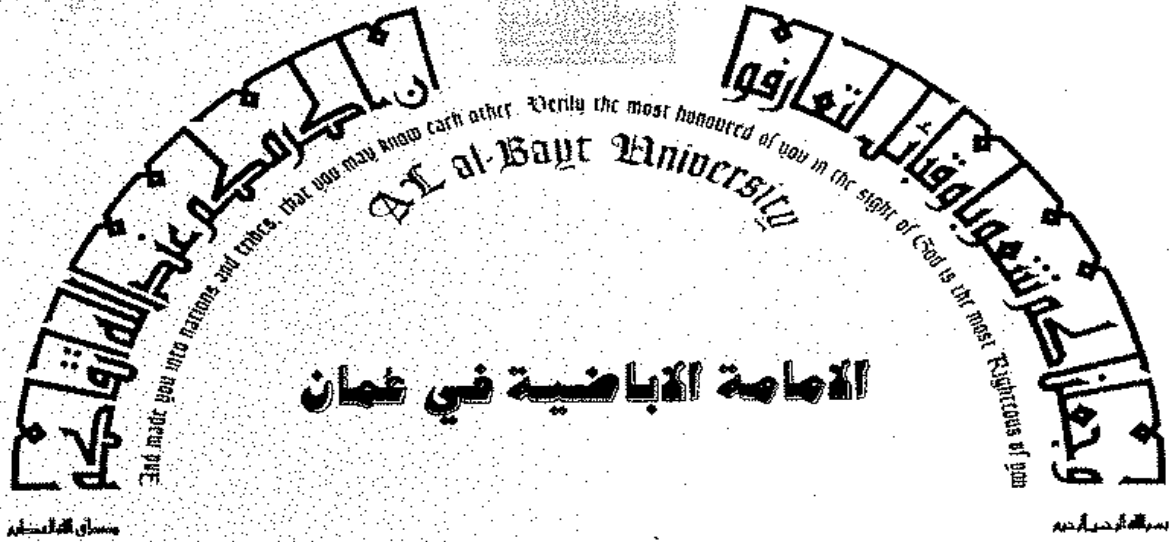 وجعلناكم شعوبا وقبائل لتعارفوا
ان اكرمكم عند الله اتقاكم
And made you into nations and tribes, that you may know each other. Verily the most honoured of you in the sight of God is the most Righteous of you
AL al-Bayt University
الامامة الاباضية في عمان
بسم الله الرحمن الرحيم
صدق الله العظيم